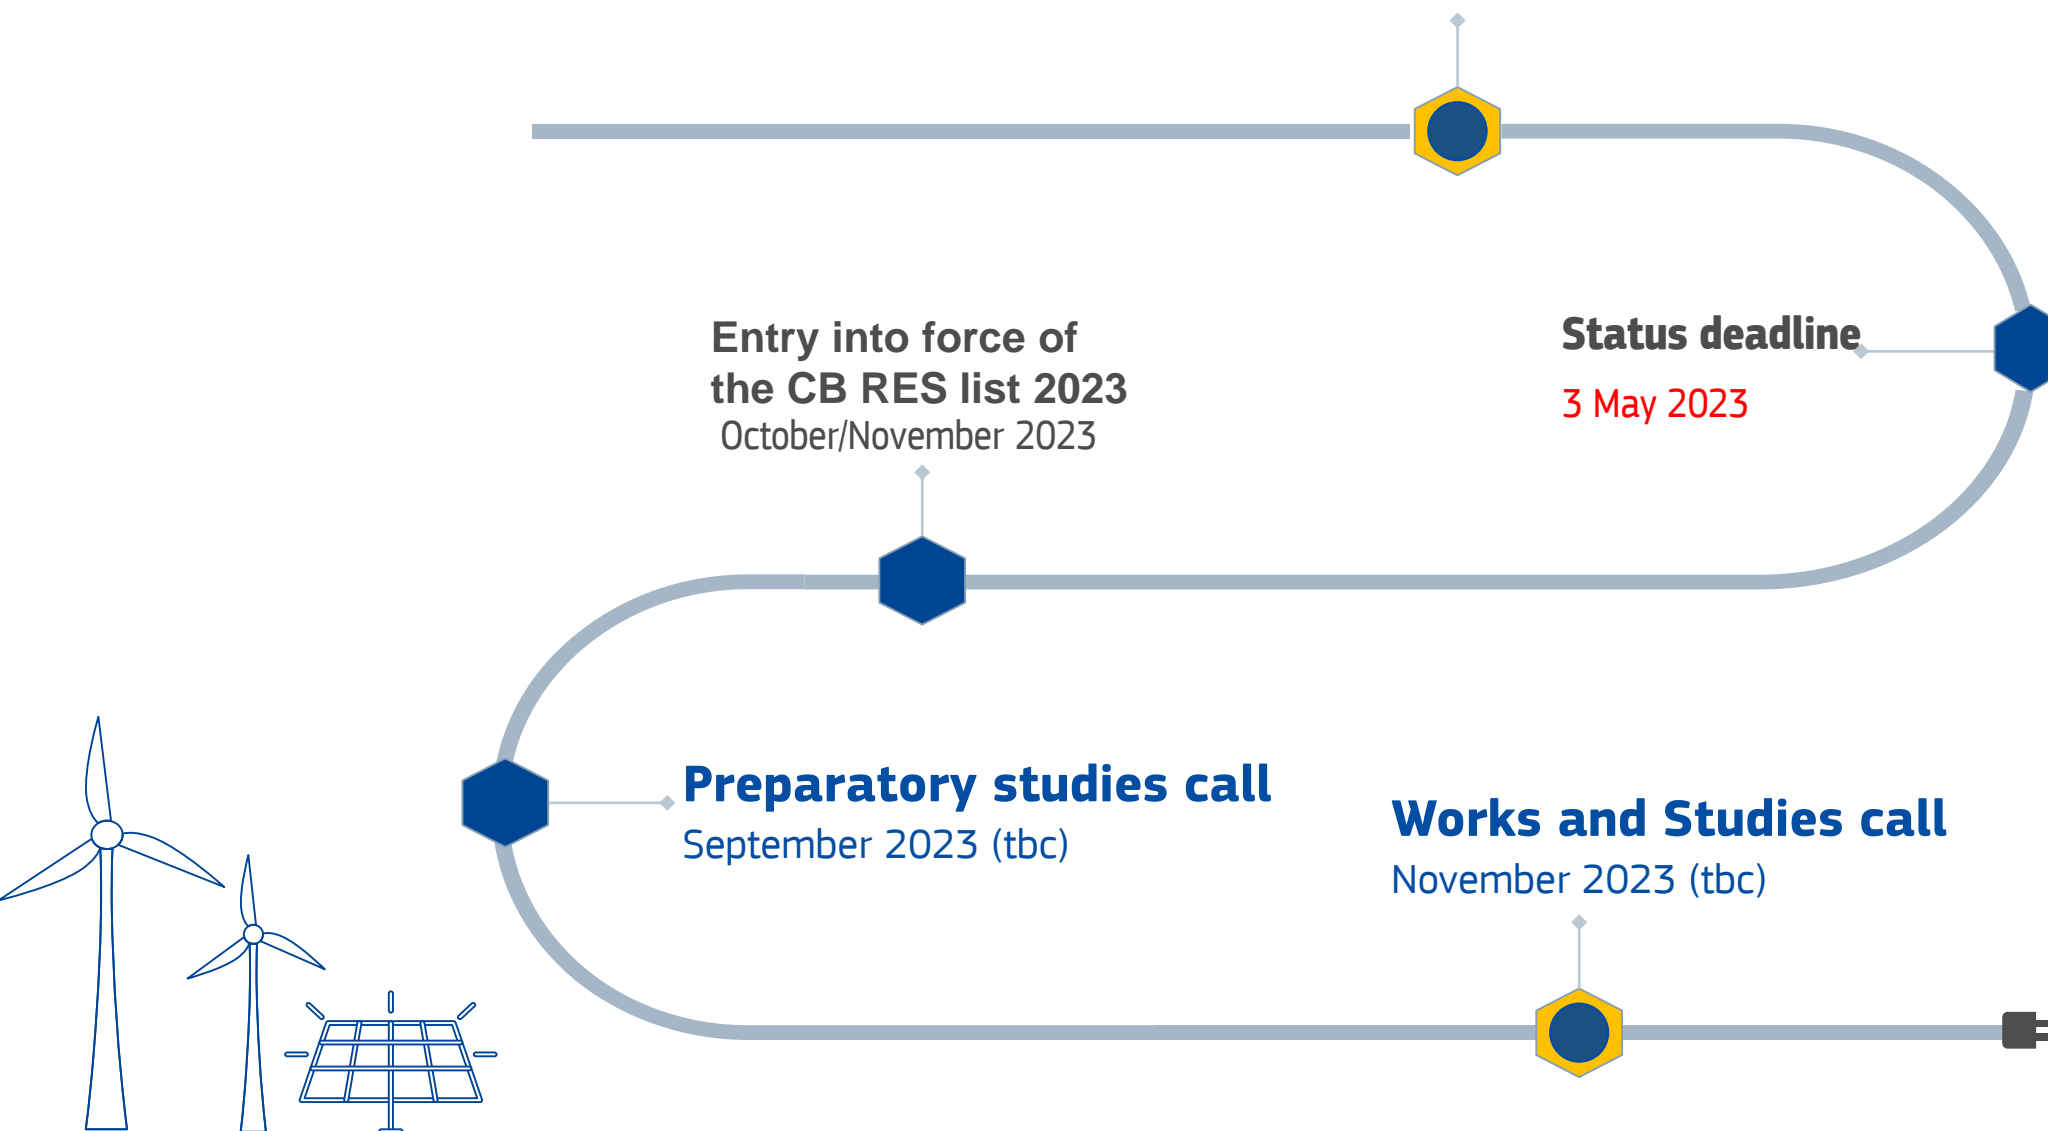 Entry into force of
the CB RES list 2023
October/November 2023
Status deadline
3 May 2023
Preparatory studies call
September 2023 (tbc)
Works and Studies call
November 2023 (tbc)